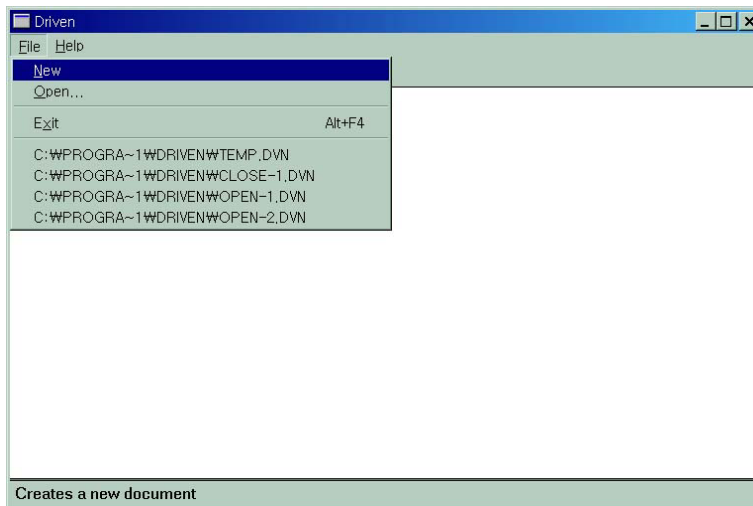 Driven
File Help
New
Open...
Exit Alt+F4
C:₩PROGRA~1₩DRIVEN₩TEMP.DVN
C:₩PROGRA~1₩DRIVEN₩CLOSE-1.DVN
C:₩PROGRA~1₩DRIVEN₩OPEN-1.DVN
C:₩PROGRA~1₩DRIVEN₩OPEN-2.DVN
Creates a new document